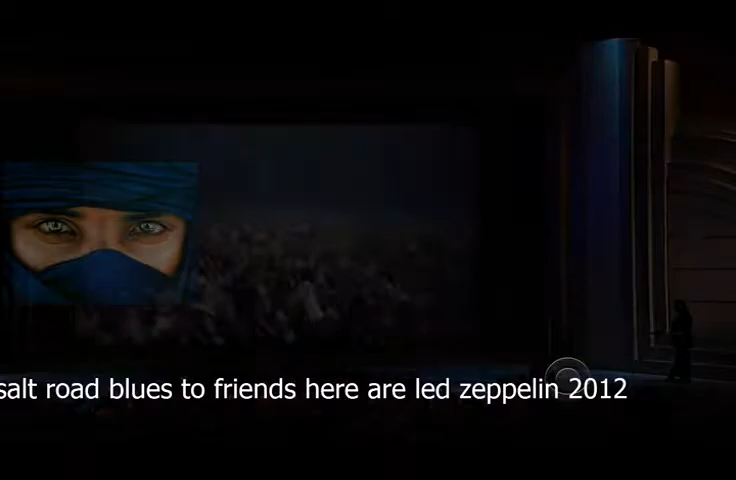 salt road blues to friends here are led zeppelin 2012